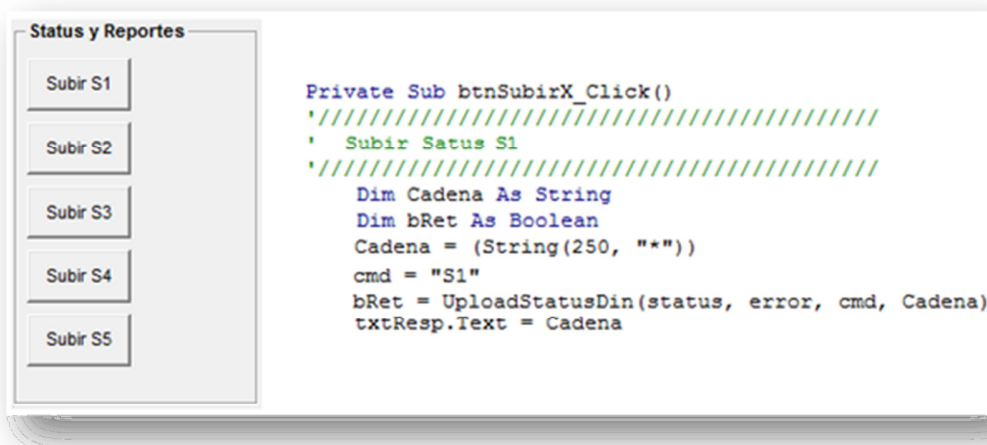 Status y Reportes
Subir S1
Subir S2
Subir S3
Subir S4
Subir S5
Private Sub btnSubirX_Click()
'////////////////////////////////////////////
'   Subir Satus S1
'////////////////////////////////////////////
    Dim Cadena As String
    Dim bRet As Boolean
    Cadena = (String(250, "*"))
    cmd = "S1"
    bRet = UploadStatusDin(status, error, cmd, Cadena)
    txtResp.Text = Cadena